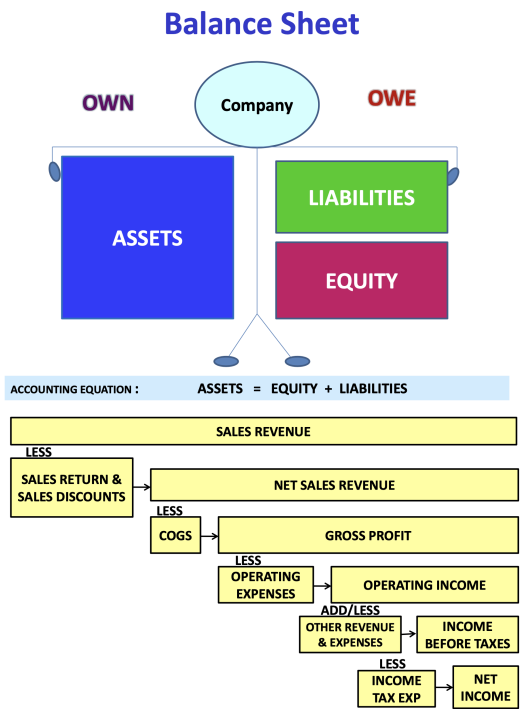 Balance Sheet
OWN
Company
OWE
ASSETS
LIABILITIES
EQUITY
ACCOUNTING EQUATION : ASSETS = EQUITY + LIABILITIES
SALES REVENUE
LESS
SALES RETURN &
SALES DISCOUNTS
NET SALES REVENUE
LESS
COGS
GROSS PROFIT
LESS
OPERATING
EXPENSES
OPERATING INCOME
ADD/LESS
OTHER REVENUE
& EXPENSES
INCOME
BEFORE TAXES
LESS
INCOME
TAX EXP
NET
INCOME